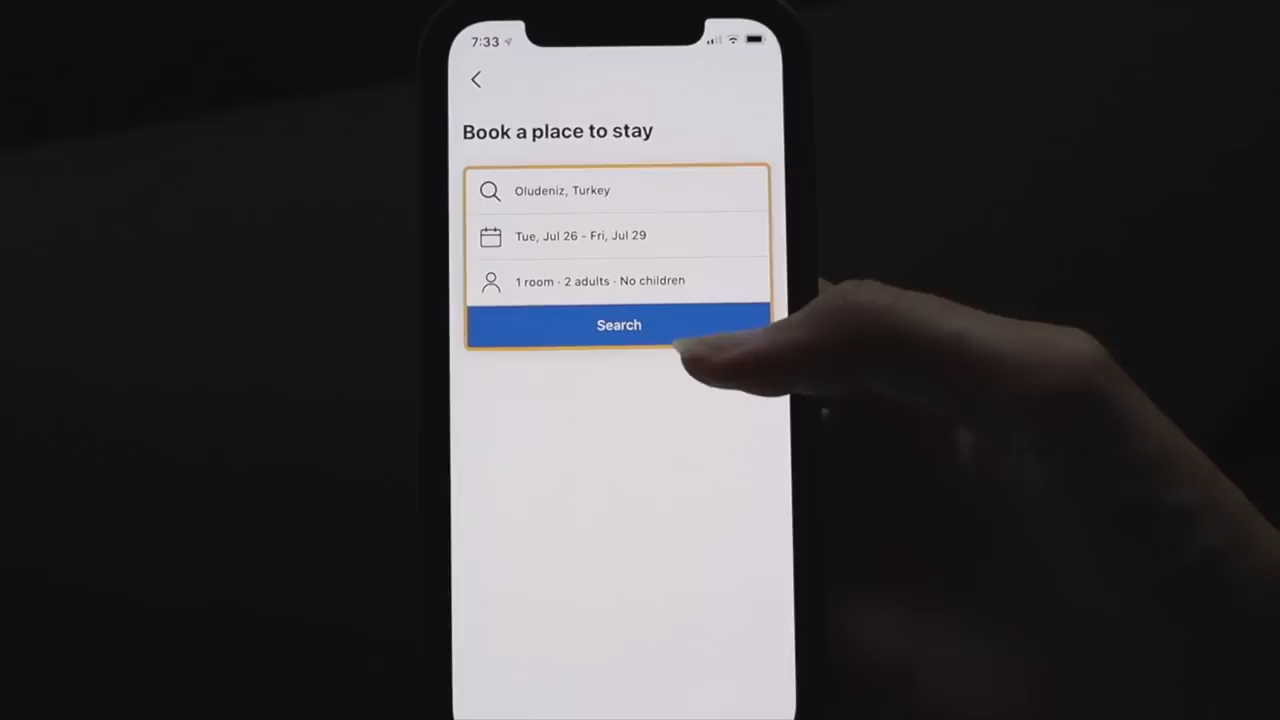 7:33
Book a place to stay
Oludeniz, Turkey
Tue, Jul 26 - Fri, Jul 29
1 room · 2 adults · No children
Search